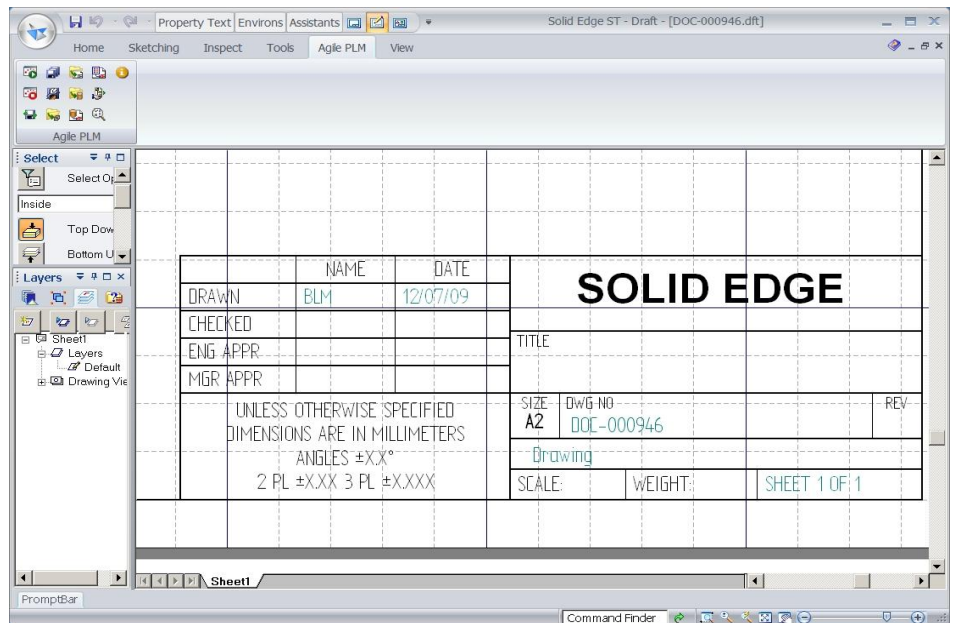 Property Text Environs Assistants
Solid Edge ST - Draft - [DOC-000946.dft]
Home Sketching Inspect Tools Agile PLM View
Agile PLM
Select
Select Op
Inside
Top Dow
Bottom U
Layers
Sheet1
Layers
Default
Drawing Vie
NAME DATE
DRAWN BLM 12/07/09
CHECKED
ENG APPR
MGR APPR
SOLID EDGE
TITLE
UNLESS OTHERWISE SPECIFIED
DIMENSIONS ARE IN MILLIMETERS
ANGLES ±X.X°
2 PL ±X.XX 3 PL ±X.XXX
SIZE DWG NO REV
A2 DOC-000946
Drawing
SCALE: WEIGHT: SHEET 1 OF 1
Sheet1
PromptBar
Command Finder